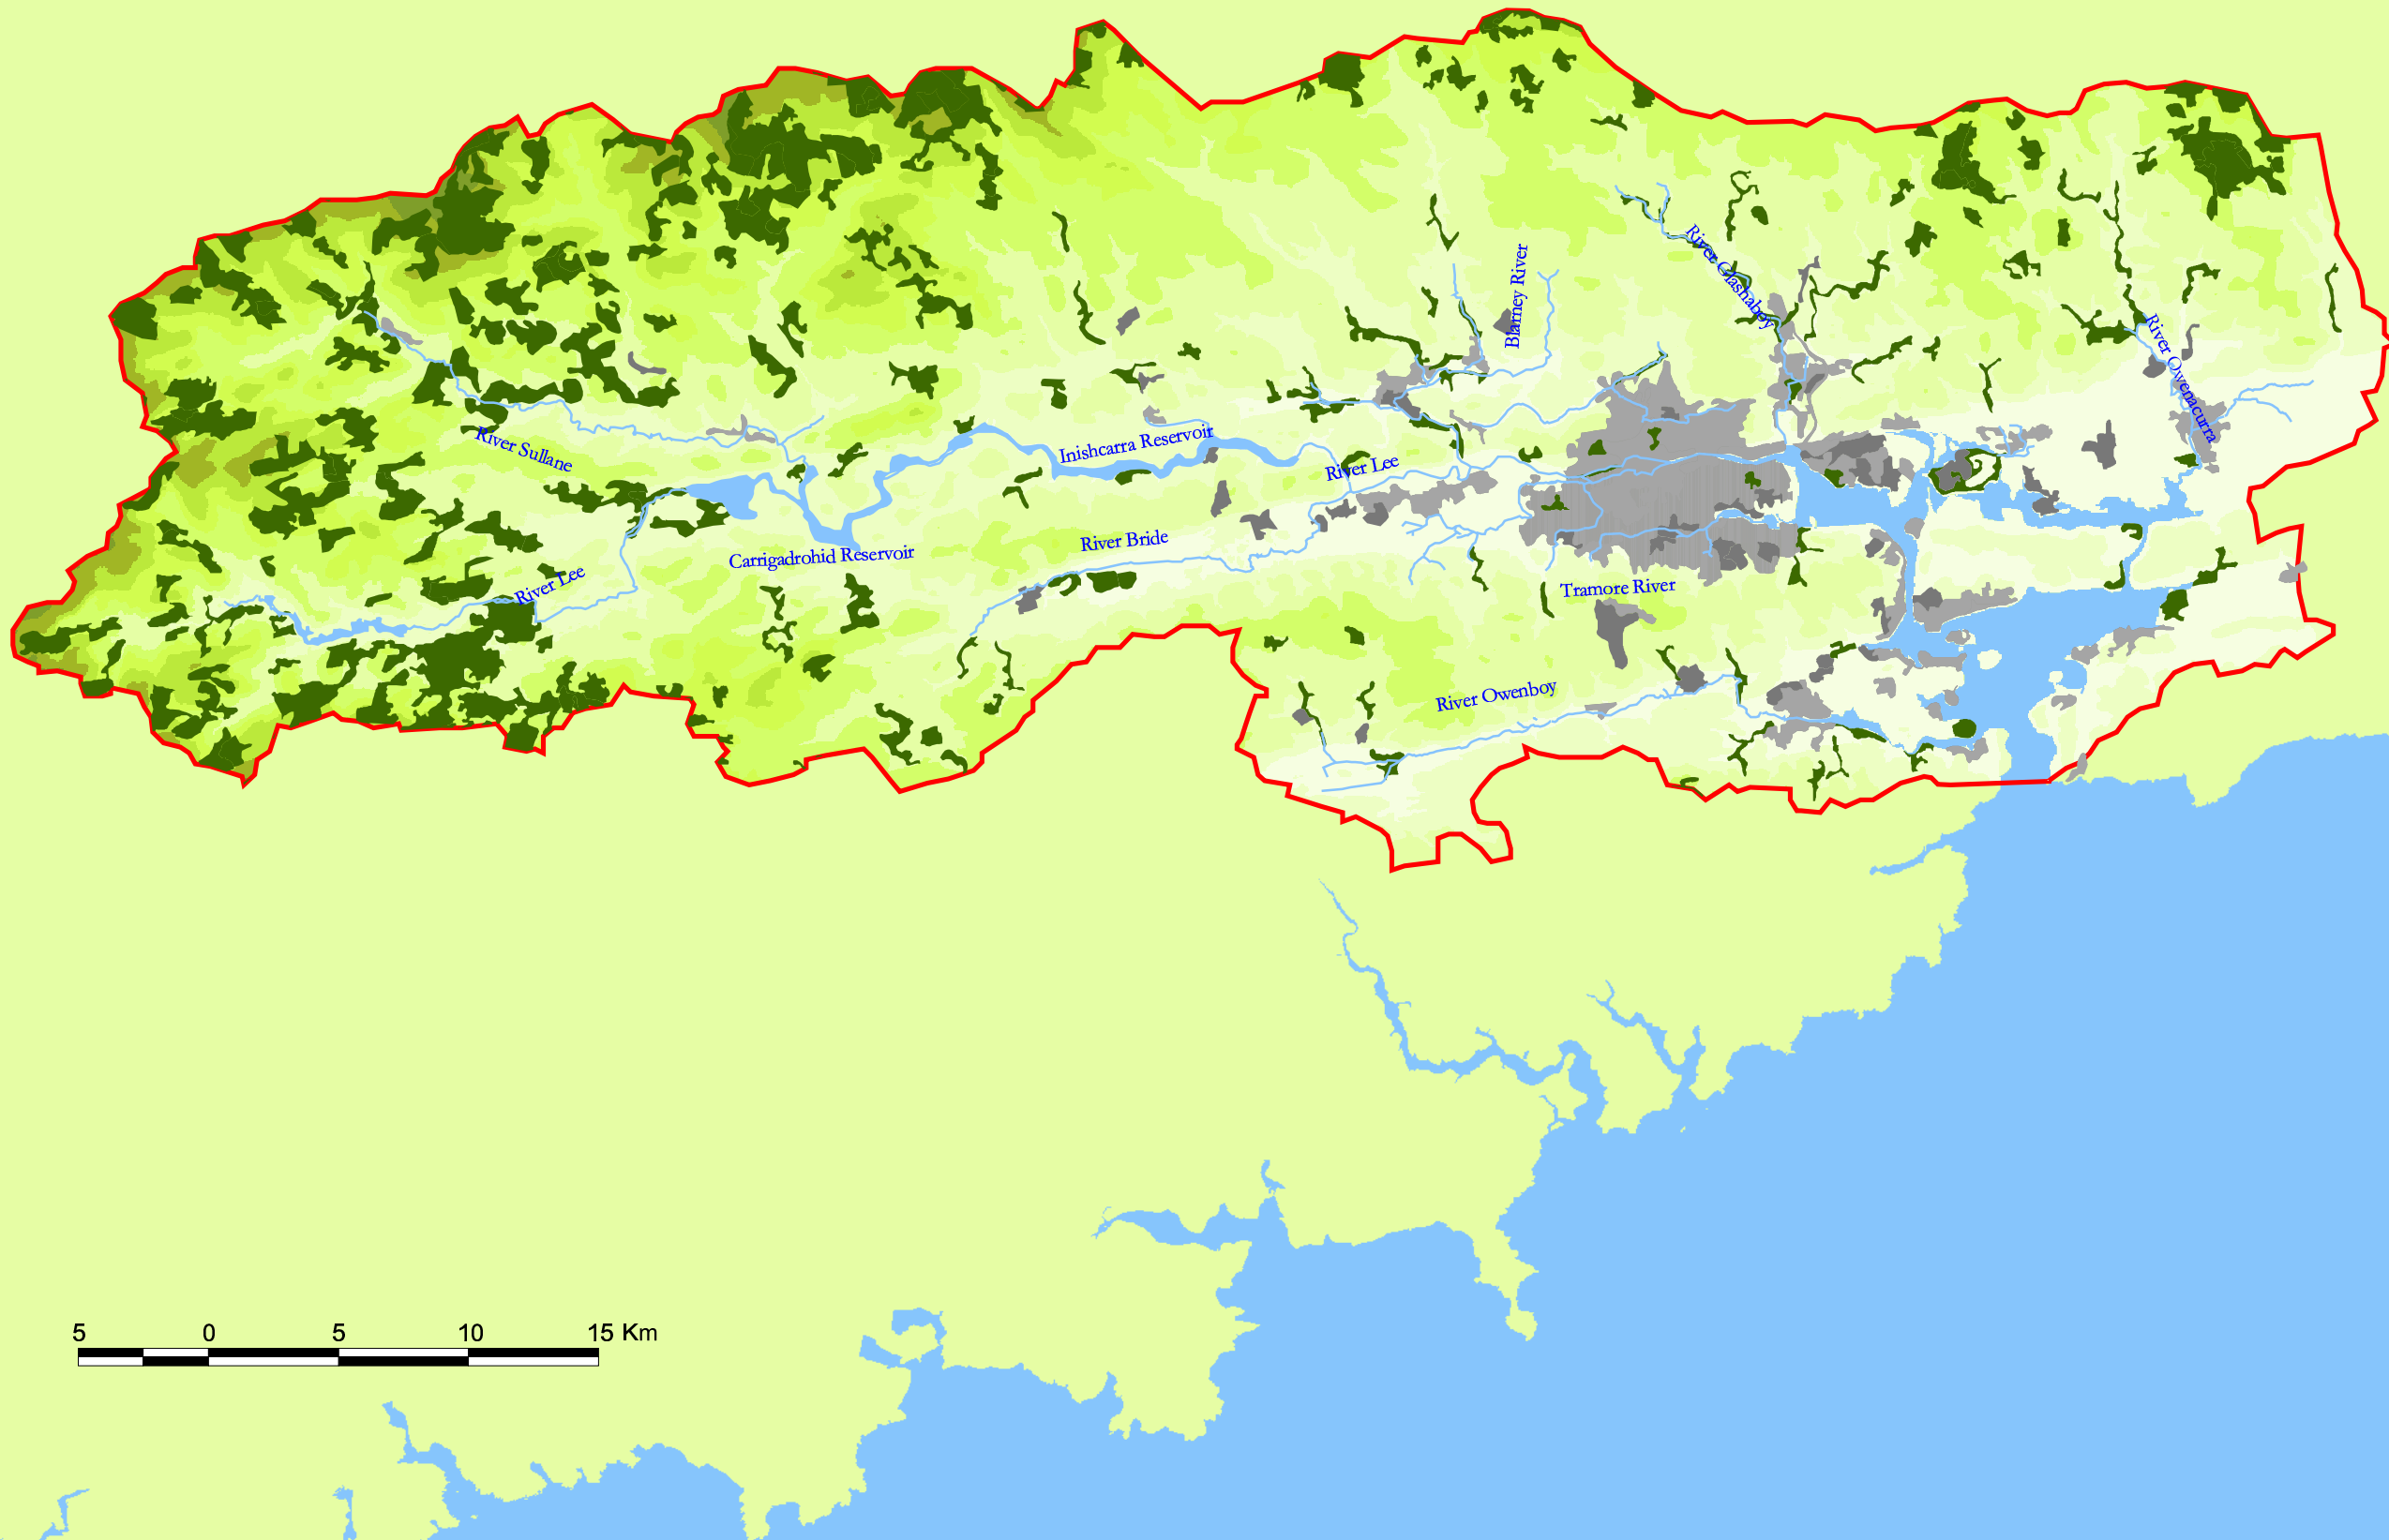 River Glashaboy
Blarney River
River Owenacurra
River Sullane
Inishcarra Reservoir
River Lee
River Bride
Carrigadrohid Reservoir
River Lee
Tramore River
River Owenboy
5 0 5 10 15 Km